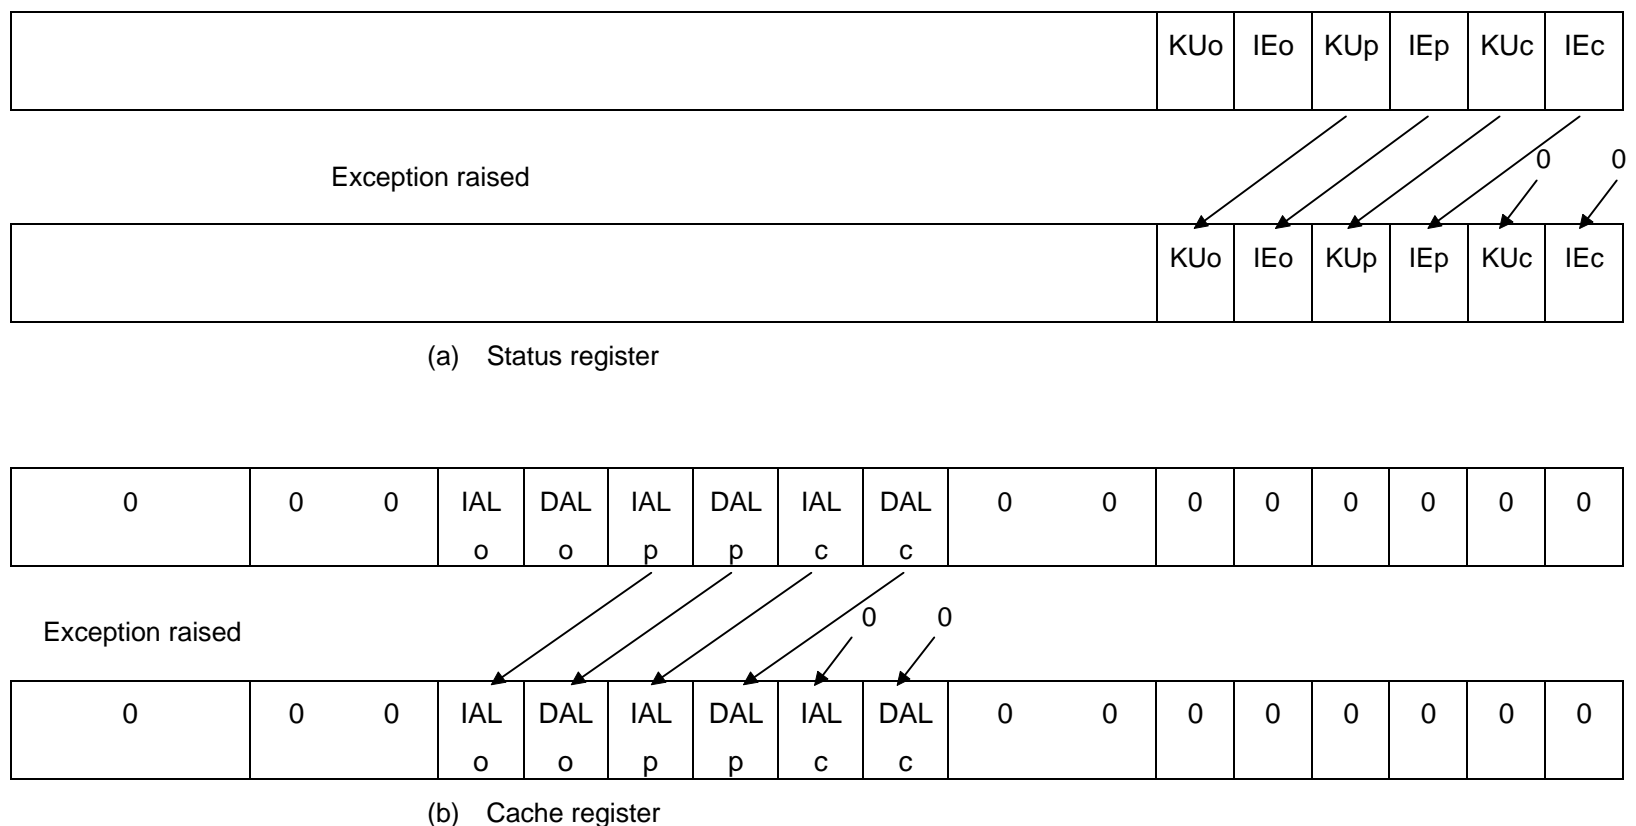 KUo IEo KUp IEp KUc IEc
0 0
Exception raised
KUo IEo KUp IEp KUc IEc
(a) Status register
0 0 0 IAL DAL IAL DAL IAL DAL 0 0 0 0 0 0 0 0
o o p p c c
0 0
Exception raised
0 0 0 IAL DAL IAL DAL IAL DAL 0 0 0 0 0 0 0 0
o o p p c c
(b) Cache register